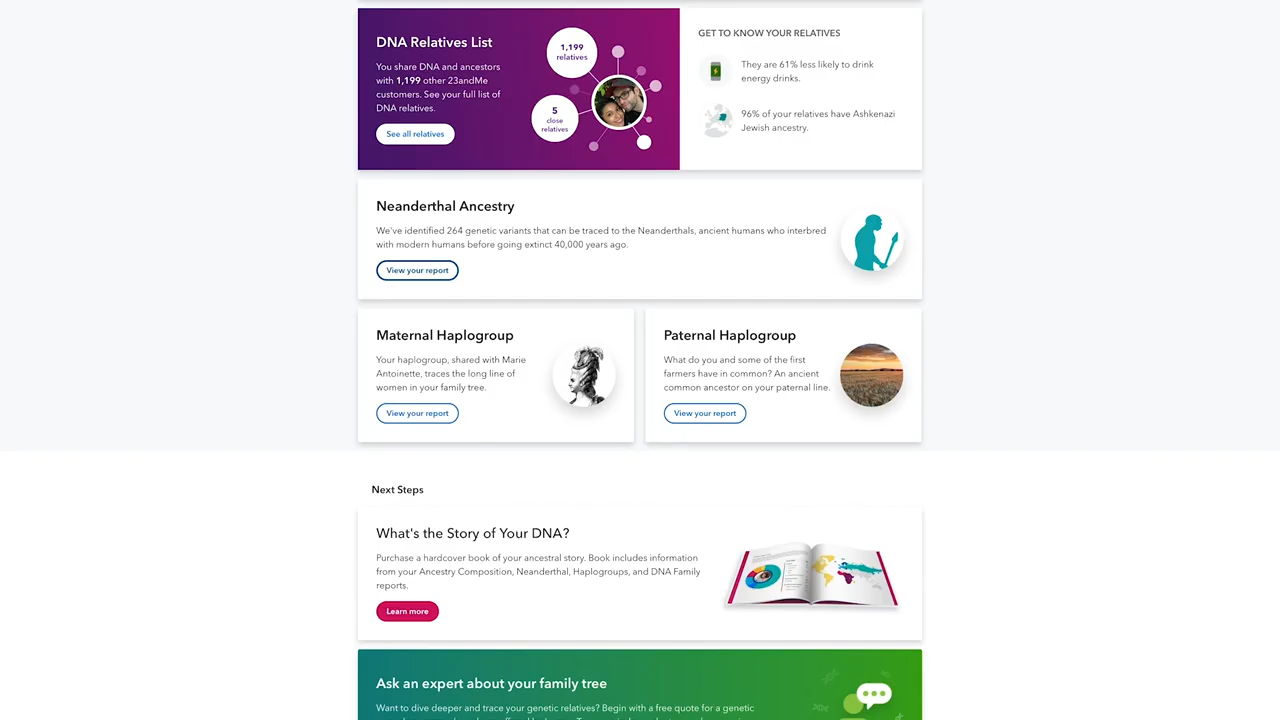 DNA Relatives List
You share DNA and ancestors
with 1,199 other 23andMe
customers. See your full list of
DNA relatives.
See all relatives
1,199
relatives
5
close
relatives
GET TO KNOW YOUR RELATIVES
They are 61% less likely to drink
energy drinks.
96% of your relatives have Ashkenazi
Jewish ancestry.
Neanderthal Ancestry
We've identified 264 genetic variants that can be traced to the Neanderthals, ancient humans who interbred
with modern humans before going extinct 40,000 years ago.
View your report
Maternal Haplogroup
Your haplogroup, shared with Marie
Antoinette, traces the long line of
women in your family tree.
View your report
Paternal Haplogroup
What do you and some of the first
farmers have in common? An ancient
common ancestor on your paternal line.
View your report
Next Steps
What's the Story of Your DNA?
Purchase a hardcover book of your ancestral story. Book includes information
from your Ancestry Composition, Neanderthal, Haplogroups, and DNA Family
reports.
Learn more
Ask an expert about your family tree
Want to dive deeper and trace your genetic relatives? Begin with a free quote for a genetic